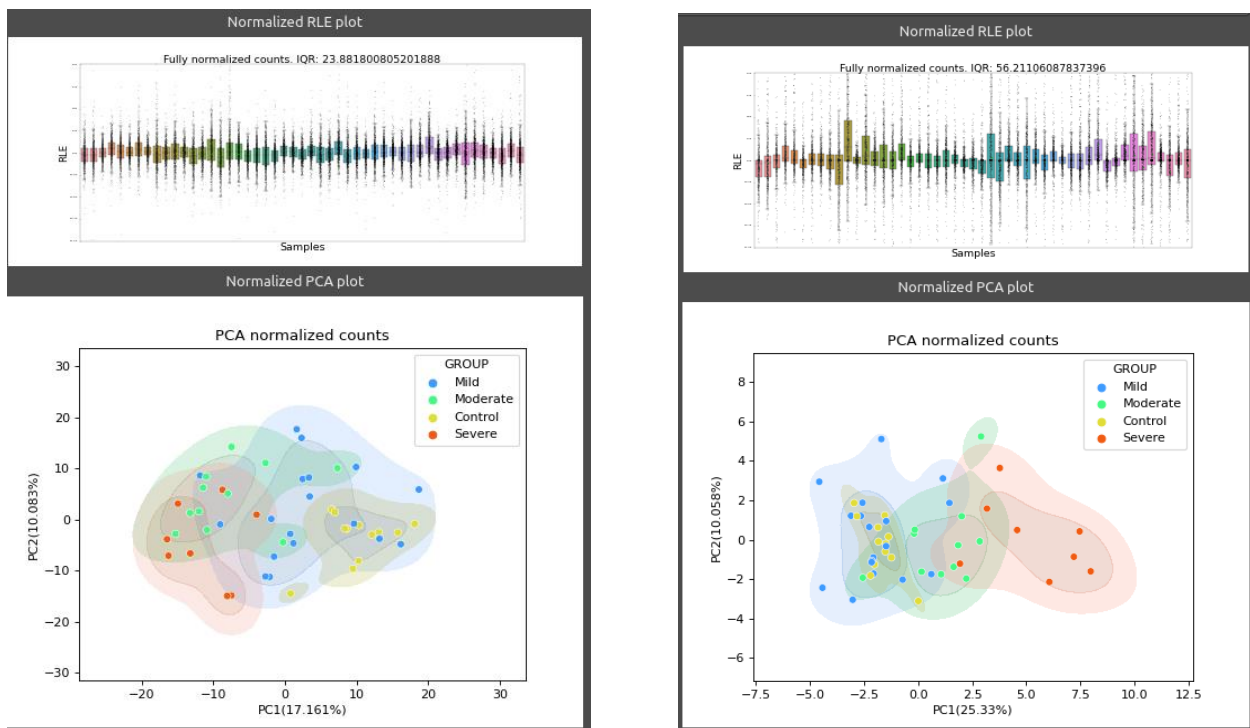 Normalized RLE plot
Fully normalized counts. IQR: 23.881800805201888
RLE
Samples
Normalized PCA plot
PCA normalized counts
GROUP
Mild
Moderate
Control
Severe
30
20
10
0
−10
−20
−30
PC2(10.083%)
−20
−10
0
10
20
30
PC1(17.161%)
Normalized RLE plot
Fully normalized counts. IQR: 56.21106087837396
RLE
Samples
Normalized PCA plot
PCA normalized counts
GROUP
Mild
Moderate
Control
Severe
8
6
4
2
0
−2
−4
−6
PC2(10.058%)
−7.5
−5.0
−2.5
0.0
2.5
5.0
7.5
10.0
12.5
PC1(25.33%)